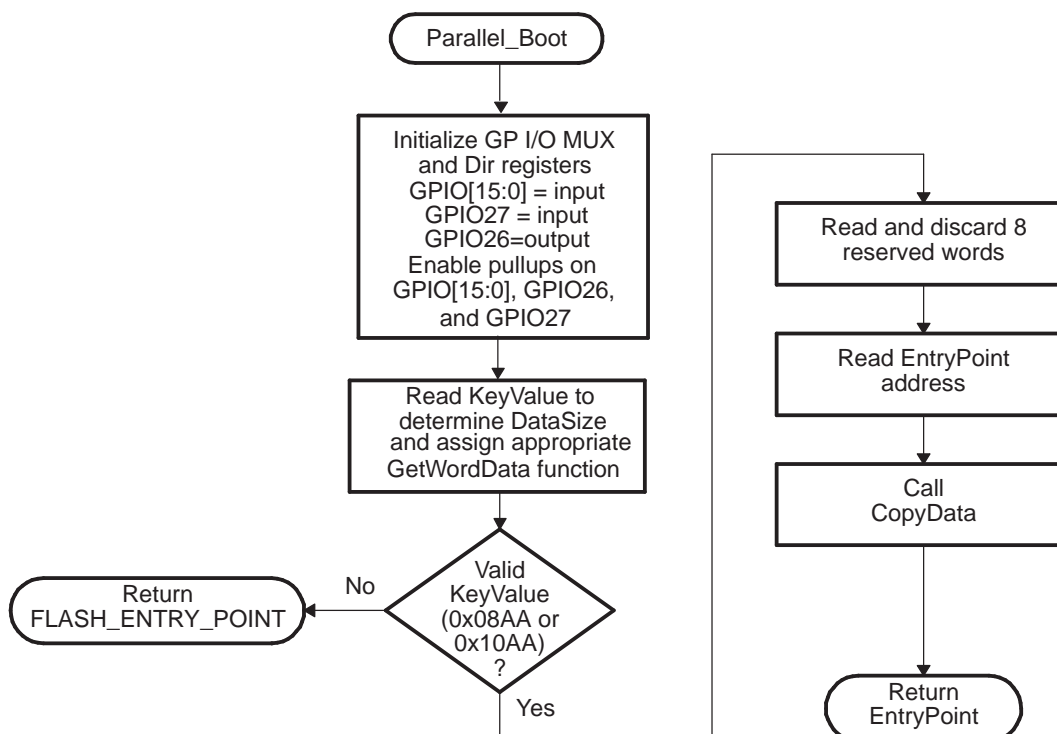 Parallel_Boot
Initialize GP I/O MUX
and Dir registers
GPIO[15:0] = input
GPIO27 = input
GPIO26=output
Enable pullups on
GPIO[15:0], GPIO26,
and GPIO27
Read KeyValue to
determine DataSize
and assign appropriate
GetWordData function
Valid
KeyValue
(0x08AA or
0x10AA)
?
No
Return
FLASH_ENTRY_POINT
Yes
Read and discard 8
reserved words
Read EntryPoint
address
Call
CopyData
Return
EntryPoint